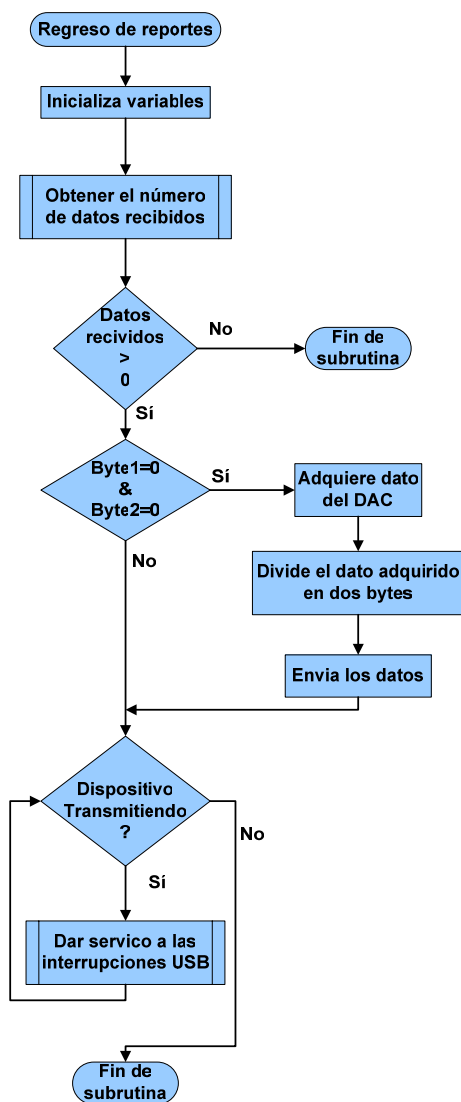 Regreso de reportes
Inicializa variables
Obtener el número
de datos recibidos
Datos
recividos
>
0
No
Fin de
subrutina
Sí
Byte1=0
&
Byte2=0
Sí
Adquiere dato
del DAC
No
Divide el dato adquirido
en dos bytes
Envia los datos
Dispositivo
Transmitiendo
?
No
Sí
Dar servico a las
interrupciones USB
Fin de
subrutina